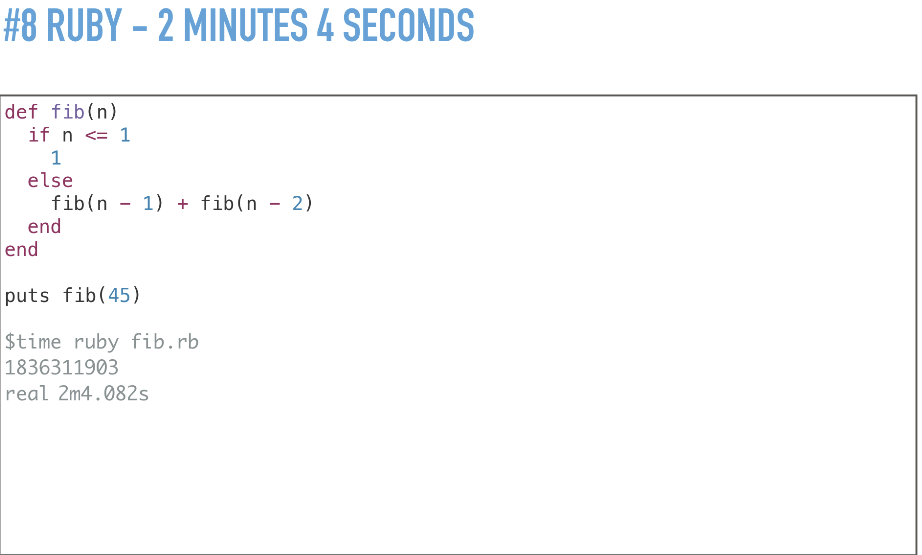 #8 RUBY - 2 MINUTES 4 SECONDS
def fib(n)
  if n <= 1
    1
  else
    fib(n - 1) + fib(n - 2)
  end
end
puts fib(45)
$time ruby fib.rb
1836311903
real 2m4.082s